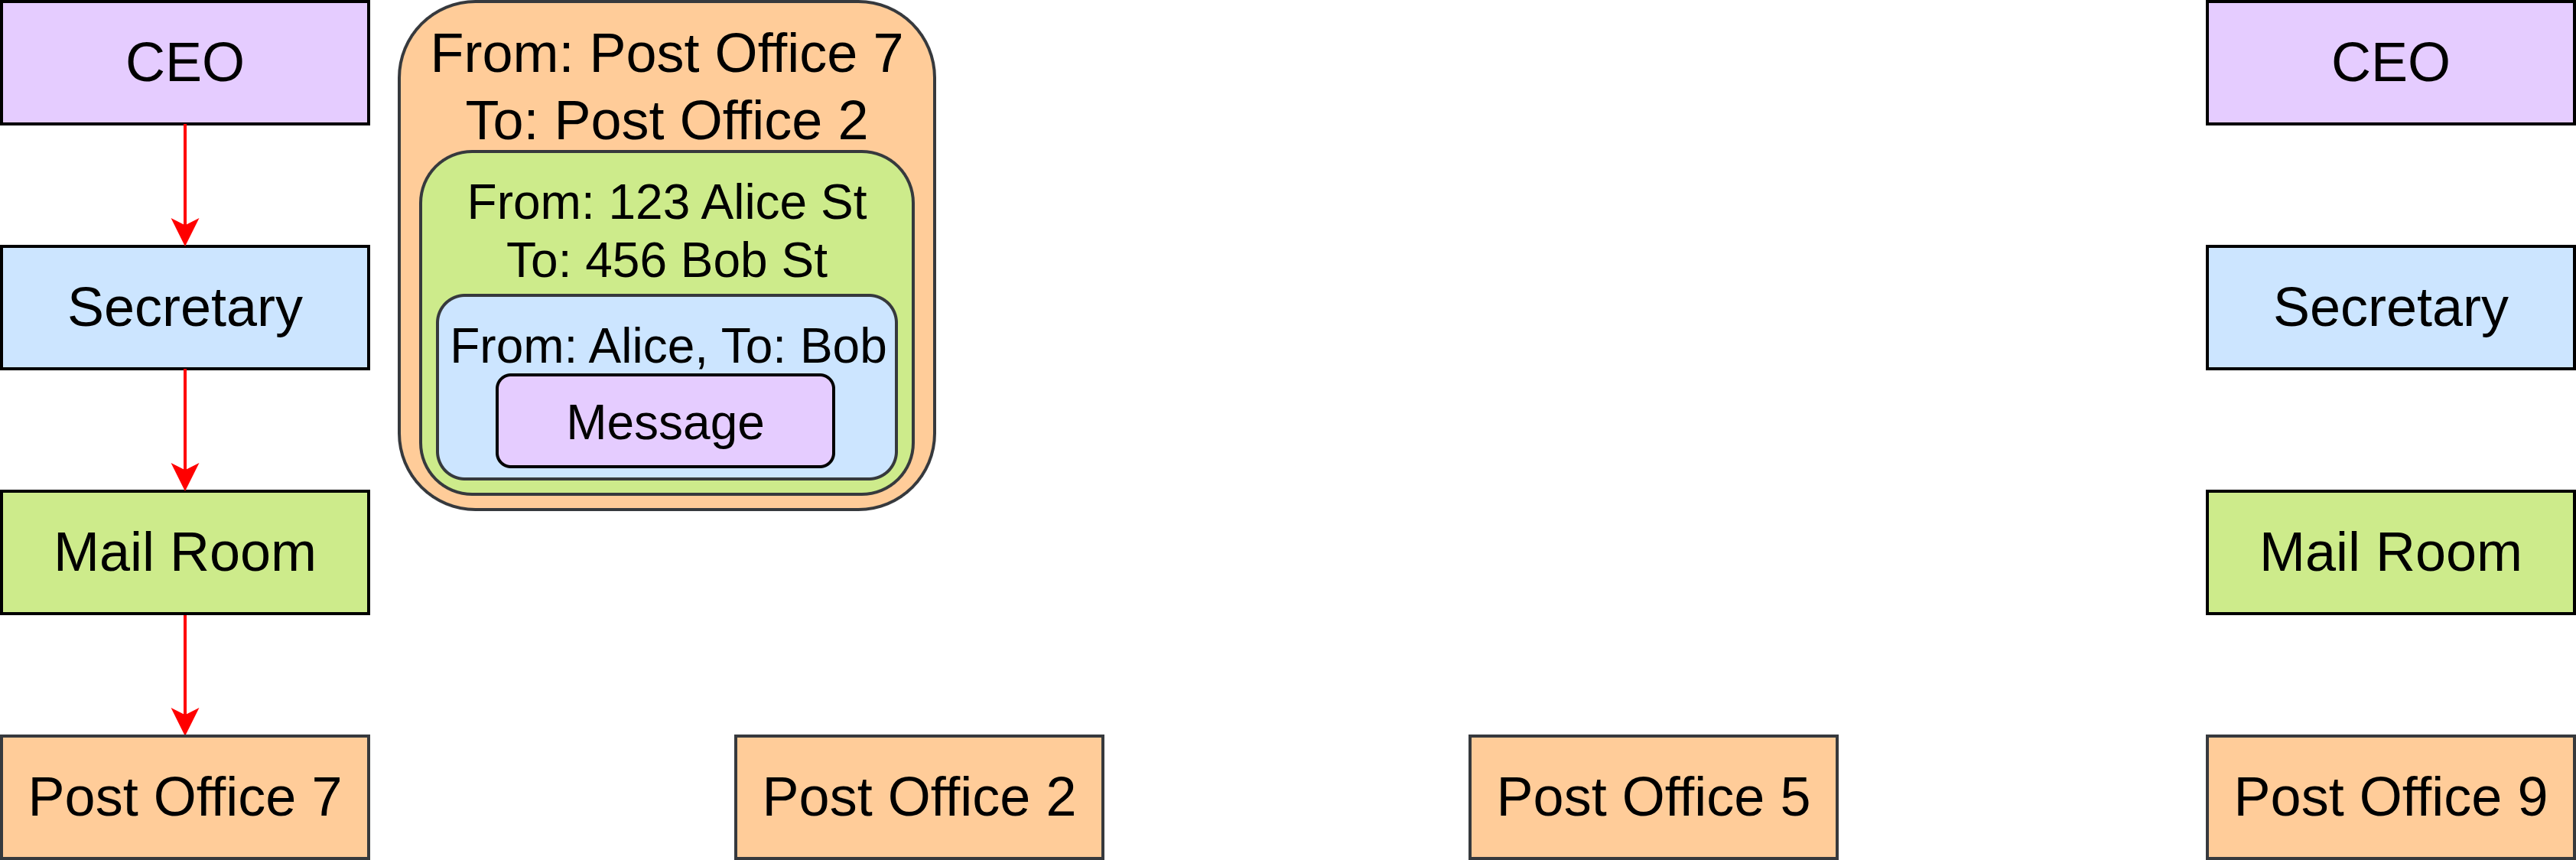 CEO
From: Post Office 7
To: Post Office 2
From: 123 Alice St
To: 456 Bob St
From: Alice, To: Bob
Message
CEO
Secretary
Secretary
Mail Room
Mail Room
Post Office 7
Post Office 2
Post Office 5
Post Office 9